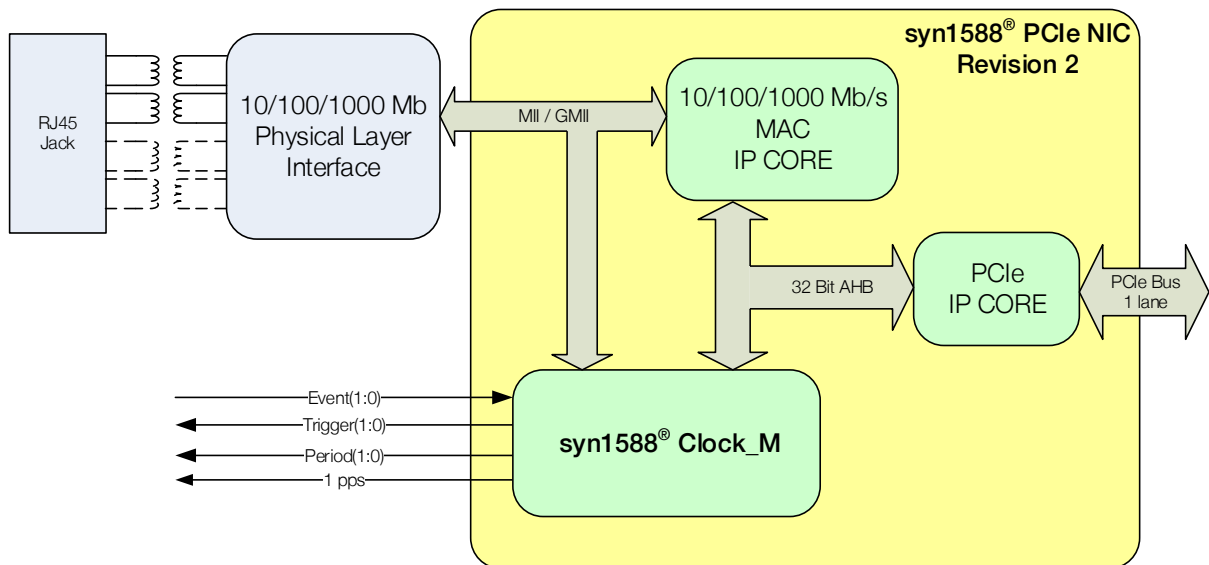 syn1588® PCIe NIC
Revision 2
RJ45
Jack
10/100/1000 Mb
Physical Layer
Interface
MII / GMII
10/100/1000 Mb/s
MAC
IP CORE
32 Bit AHB
PCIe
IP CORE
PCIe Bus
1 lane
Event(1:0)
Trigger(1:0)
Period(1:0)
1 pps
syn1588® Clock_M